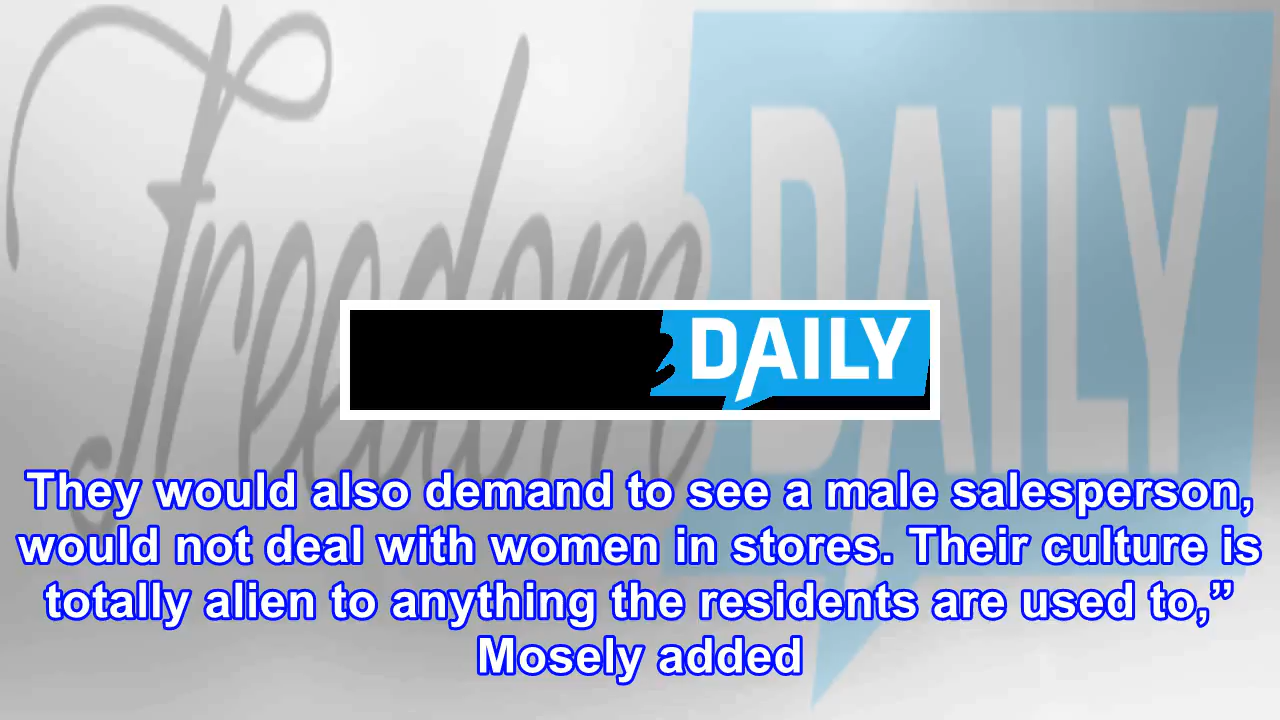 Freedom DAILY
DAILY
They would also demand to see a male salesperson,
would not deal with women in stores. Their culture is
totally alien to anything the residents are used to,”
Mosely added